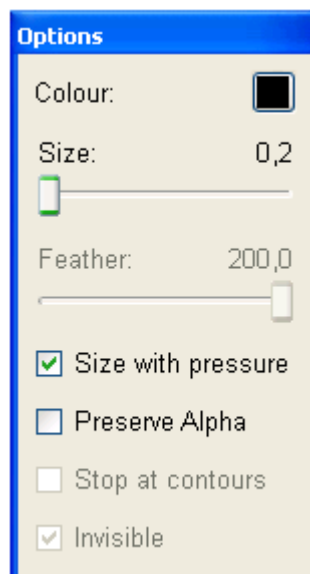 Options
Colour:
Size: 0,2
Feather: 200,0
Size with pressure
Preserve Alpha
Stop at contours
Invisible